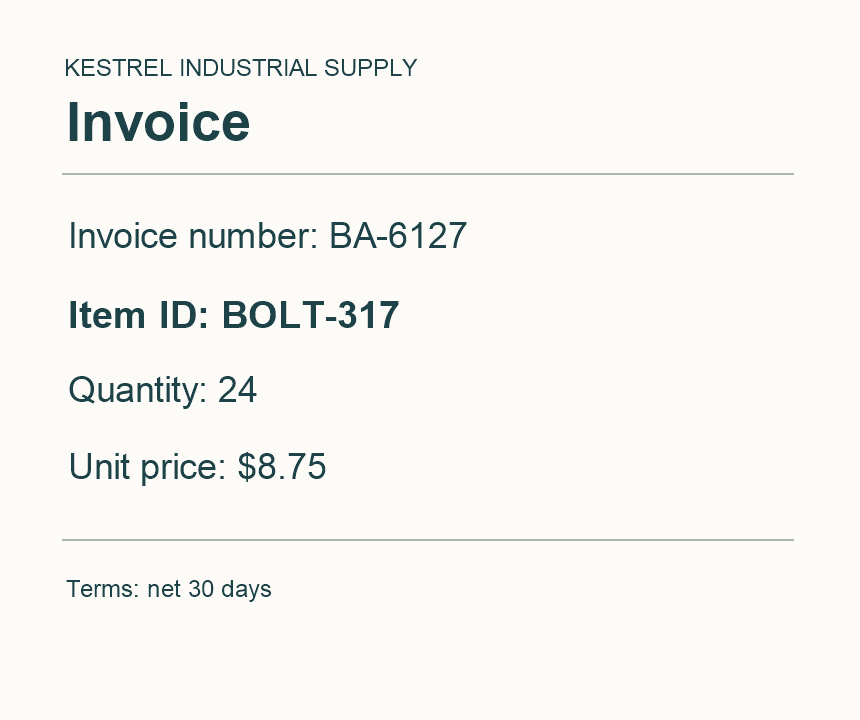 KESTREL INDUSTRIAL SUPPLY
Invoice
Invoice number: BA-6127
Item ID: BOLT-317
Quantity: 24
Unit price: $8.75
Terms: net 30 days